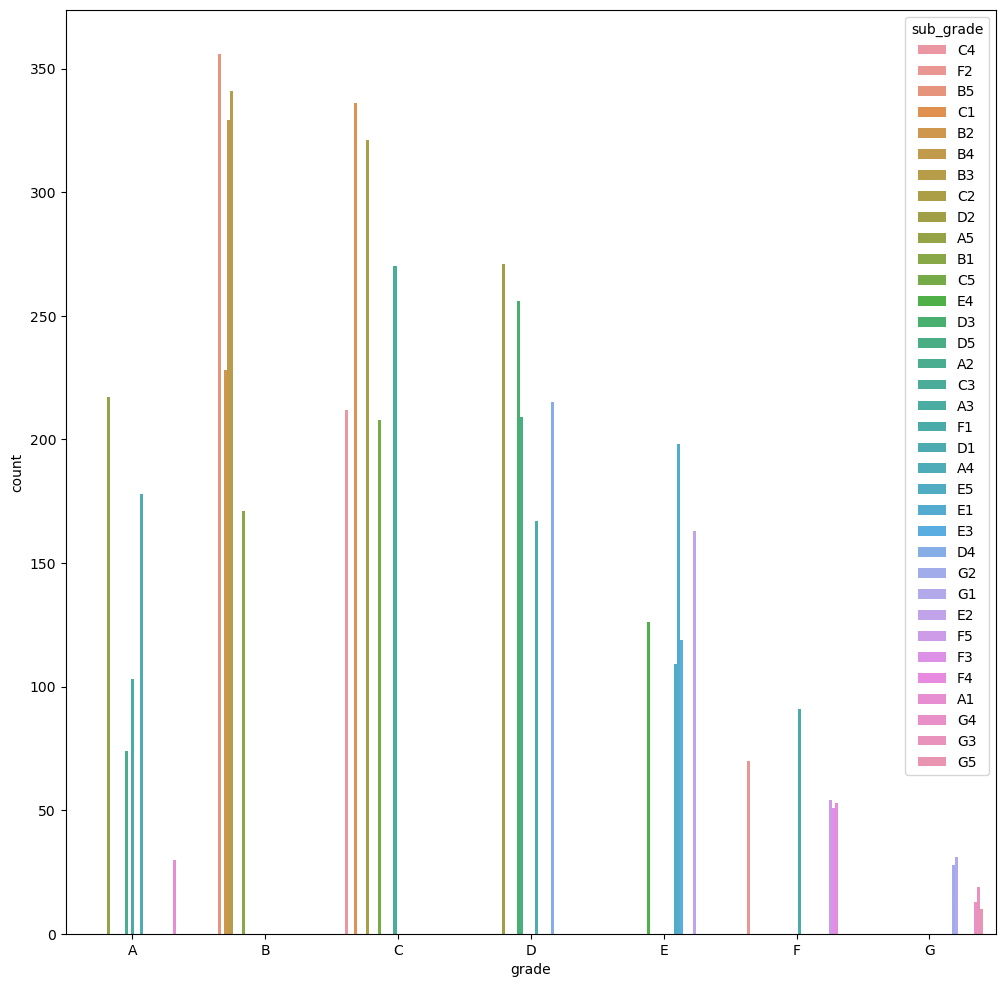 sub_grade
C4
F2
B5
C1
B2
B4
B3
C2
D2
A5
B1
C5
E4
D3
D5
A2
C3
A3
F1
D1
A4
E5
E1
E3
D4
G2
G1
E2
F5
F3
F4
A1
G4
G3
G5
350
300
250
200
150
100
50
0
count
A B C D E F G
grade